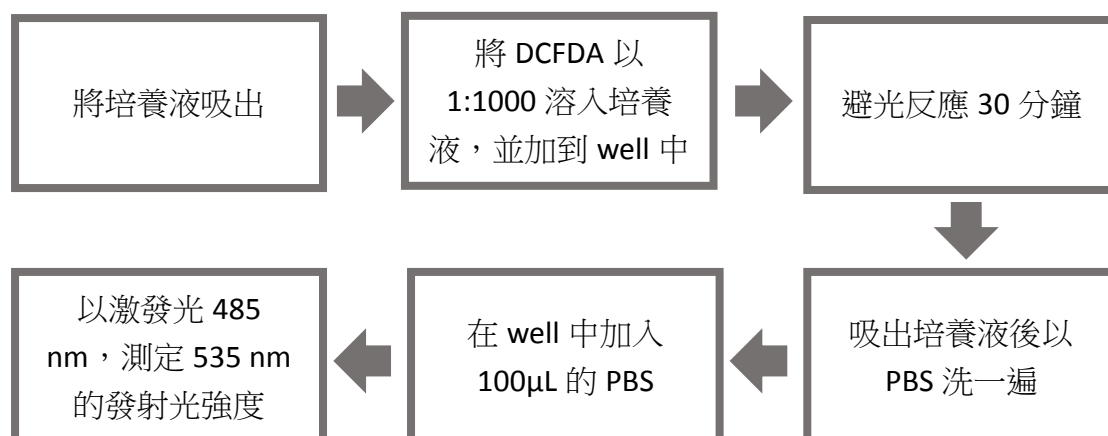 將培養液吸出
將 DCFDA 以
1:1000 溶入培養
液，並加到 well 中
避光反應 30 分鐘
吸出培養液後以
PBS 洗一遍
在 well 中加入
100μL 的 PBS
以激發光 485
nm，測定 535 nm
的發射光強度